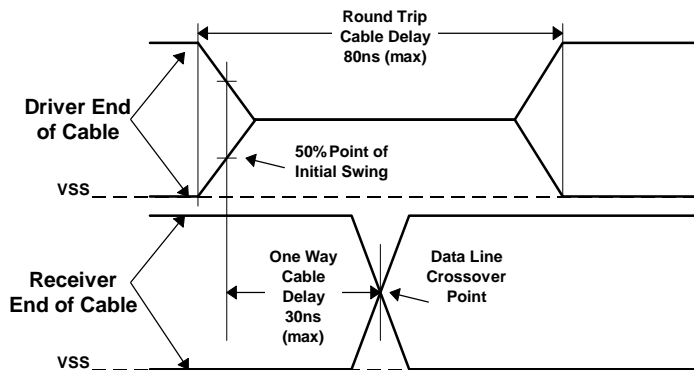 Round Trip
Cable Delay
80ns (max)
Driver End
of Cable
50% Point of
Initial Swing
VSS
One Way
Cable
Delay
30ns
(max)
Data Line
Crossover
Point
Receiver
End of Cable
VSS